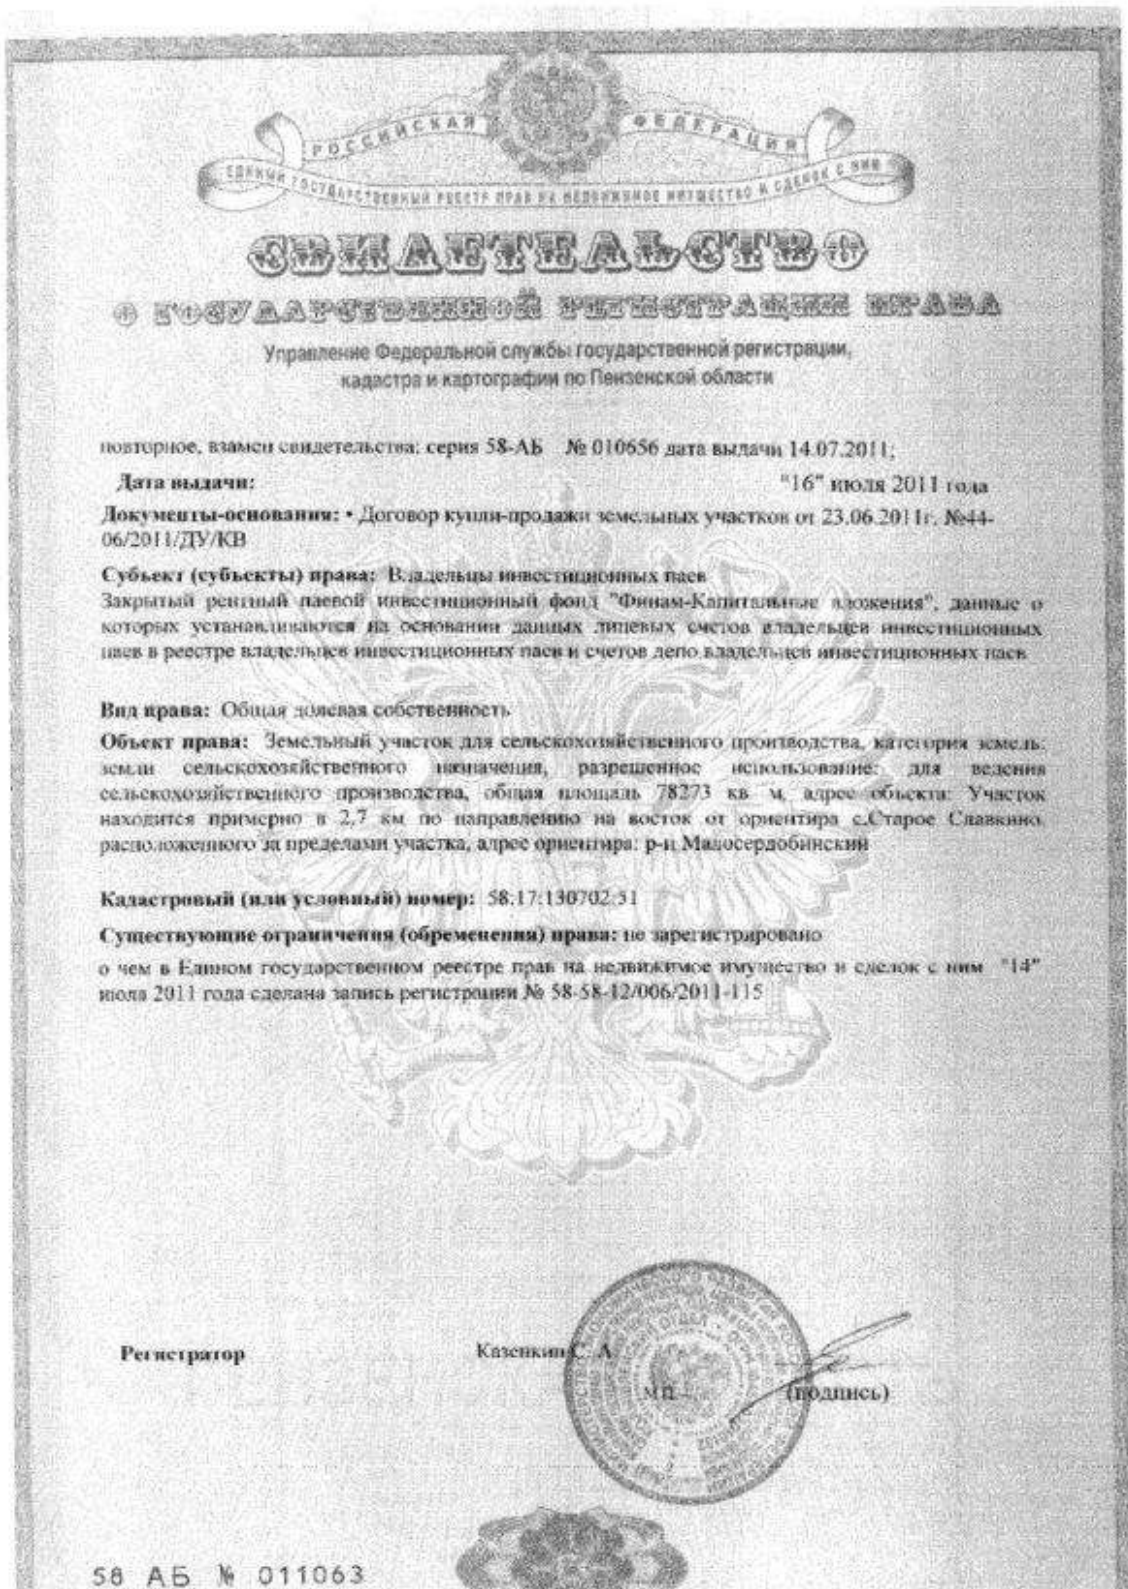 РОССИЙСКАЯ ФЕДЕРАЦИЯ
ЕДИНЫЙ ГОСУДАРСТВЕННЫЙ РЕЕСТР ПРАВ НА НЕДВИЖИМОЕ ИМУЩЕСТВО И СДЕЛОК С НИМ
СВИДЕТЕЛЬСТВО
О ГОСУДАРСТВЕННОЙ РЕГИСТРАЦИИ ПРАВА
Управление Федеральной службы государственной регистрации,
кадастра и картографии по Пензенской области
повторное, взамен свидетельства: серия 58-АБ № 010656 дата выдачи 14.07.2011;
Дата выдачи: "16" июля 2011 года
Документы-основания: • Договор купли-продажи земельных участков от 23.06.2011г. №44-
06/2011/ДУ/КВ
Субъект (субъекты) права: Владельцы инвестиционных паев
Закрытый рентный паевой инвестиционный фонд "Финам-Капитальные вложения", данные о
которых устанавливаются на основании данных лицевых счетов владельцев инвестиционных
паев в реестре владельцев инвестиционных паев и счетов депо владельцев инвестиционных паев
Вид права: Общая долевая собственность
Объект права: Земельный участок для сельскохозяйственного производства, категория земель:
земли сельскохозяйственного назначения, разрешенное использование: для ведения
сельскохозяйственного производства, общая площадь 78273 кв м, адрес объекта: Участок
находится примерно в 2,7 км по направлению на восток от ориентира с.Старое Славкино,
расположенного за пределами участка, адрес ориентира: р-н Малосердобинский
Кадастровый (или условный) номер: 58:17:130702:31
Существующие ограничения (обременения) права: не зарегистрировано
о чем в Едином государственном реестре прав на недвижимое имущество и сделок с ним "14"
июля 2011 года сделана запись регистрации № 58-58-12/006/2011-115
Регистратор Казенкин С. А.
МП (подпись)
58 АБ № 011063